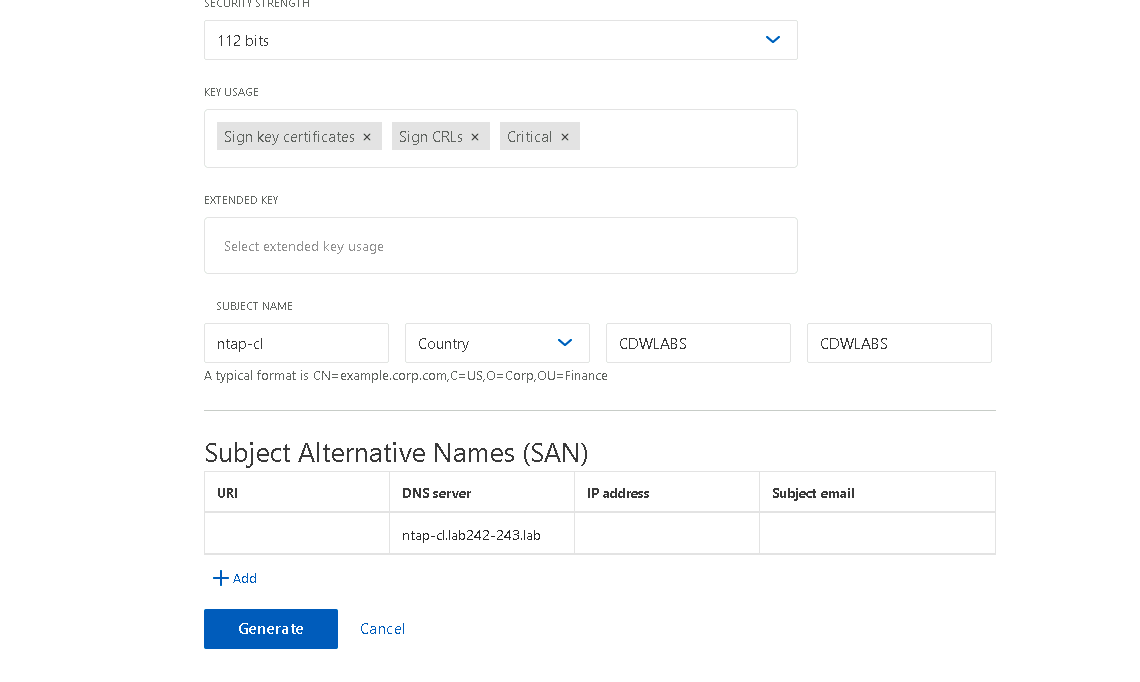 SECURITY STRENGTH
112 bits
KEY USAGE
Sign key certificates × Sign CRLs × Critical ×
EXTENDED KEY
Select extended key usage
SUBJECT NAME
ntap-cl Country CDWLABS CDWLABS
A typical format is CN=example.corp.com,C=US,O=Corp,OU=Finance
Subject Alternative Names (SAN)
URI DNS server IP address Subject email
ntap-cl.lab242-243.lab
+ Add
Generate Cancel